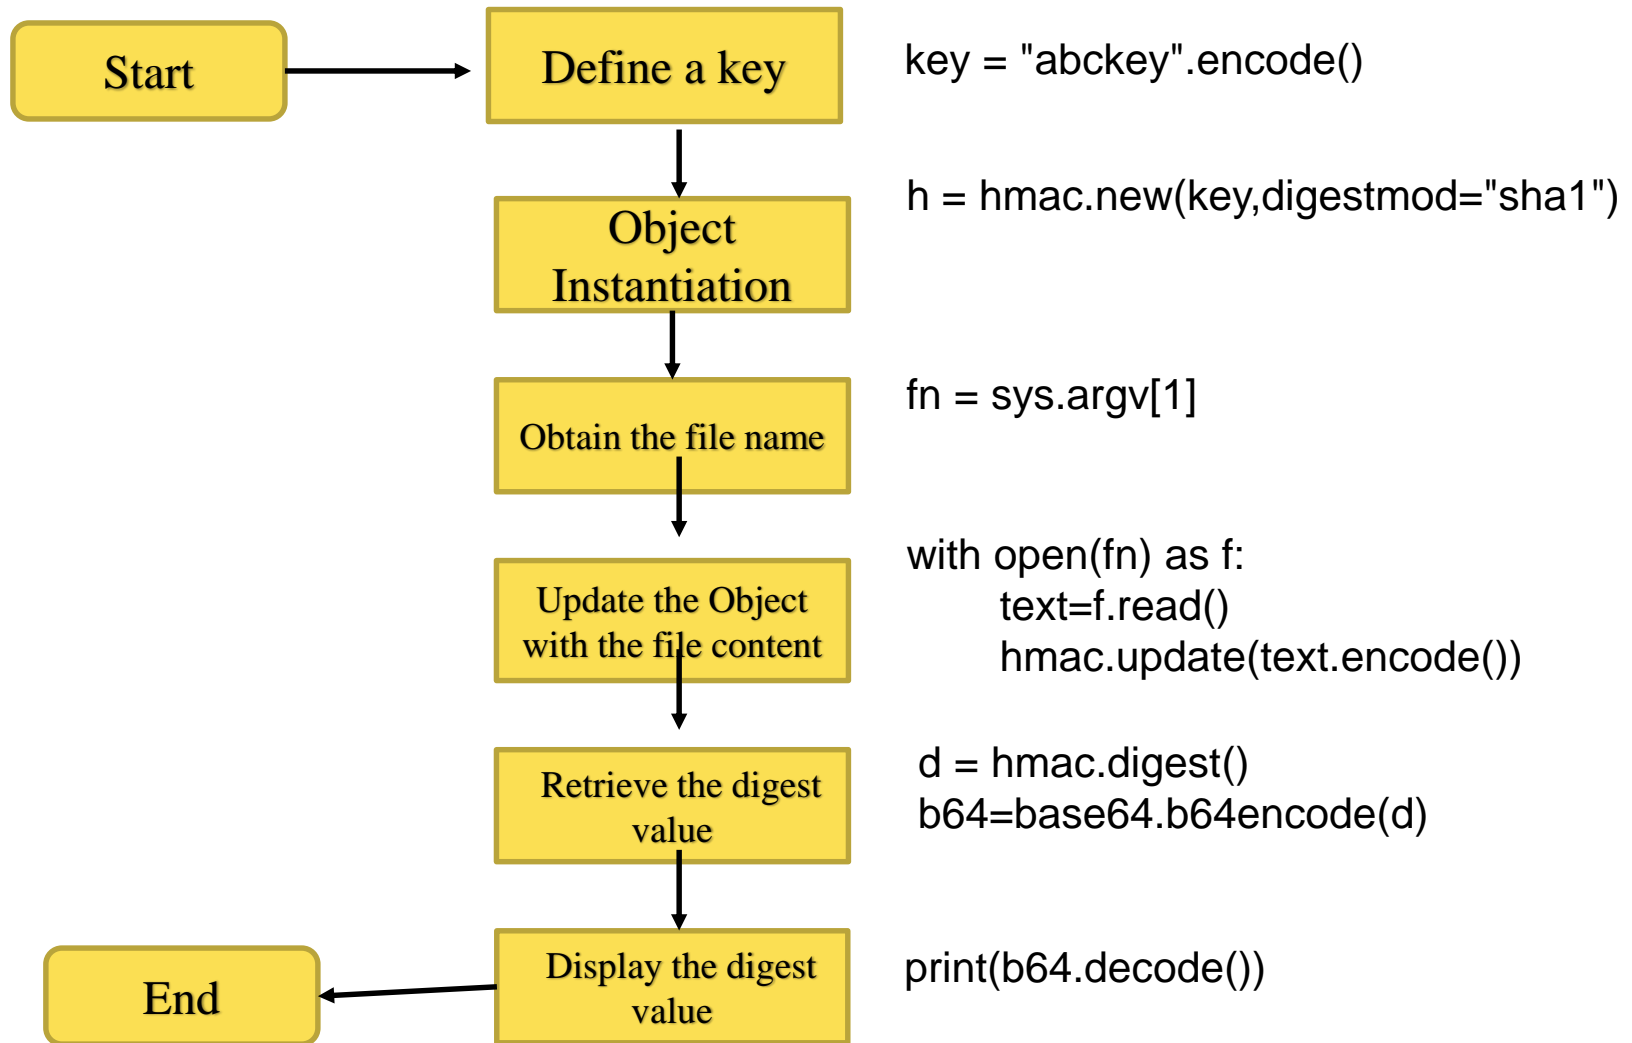 Start
Define a key
key = "abckey".encode()
Object
Instantiation
h = hmac.new(key,digestmod="sha1")
Obtain the file name
fn = sys.argv[1]
Update the Object
with the file content
with open(fn) as f:
text=f.read()
hmac.update(text.encode())
Retrieve the digest
value
d = hmac.digest()
b64=base64.b64encode(d)
Display the digest
value
print(b64.decode())
End